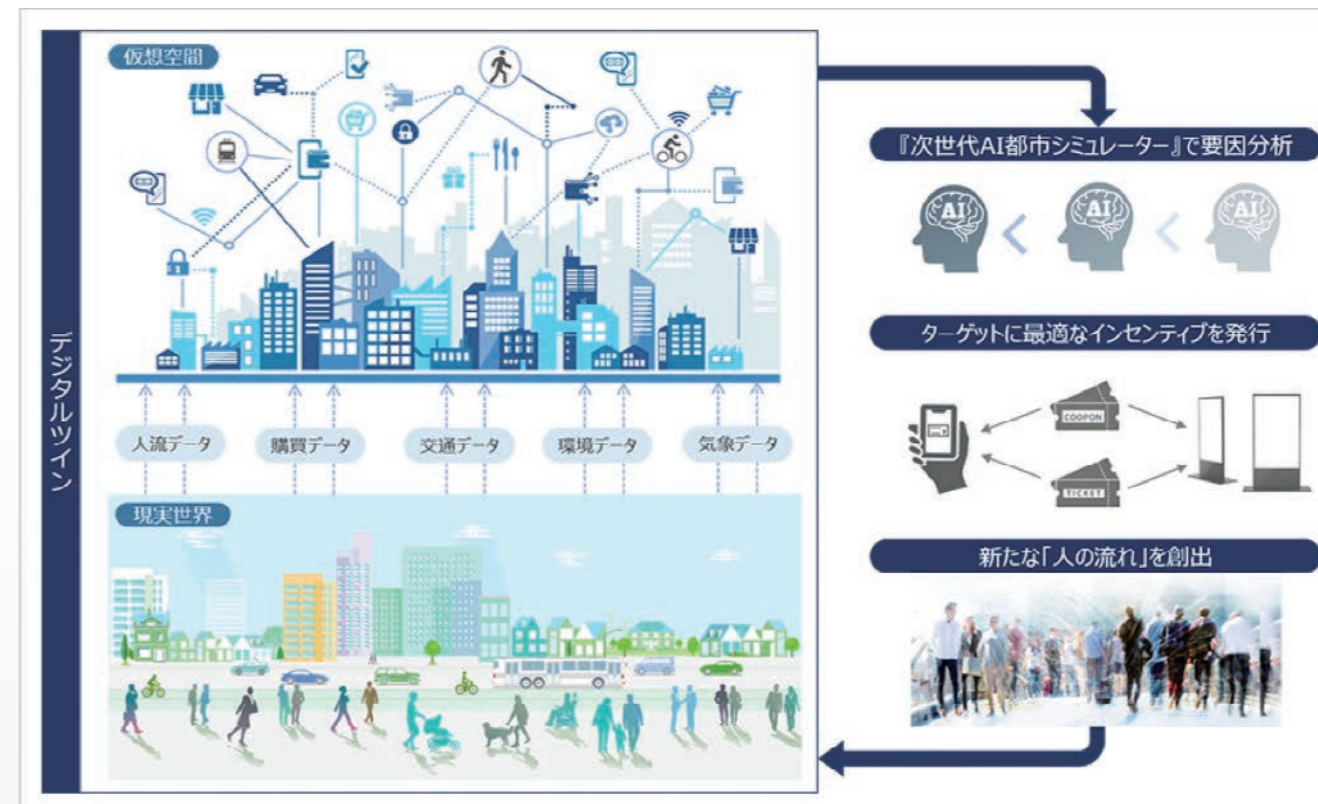 デジタルツイン
仮想空間
人流データ
購買データ
交通データ
環境データ
気象データ
現実世界
『次世代AI都市シミュレーター』で要因分析
AI
AI
AI
ターゲットに最適なインセンティブを発行
COOPON
TICKET
新たな「人の流れ」を創出